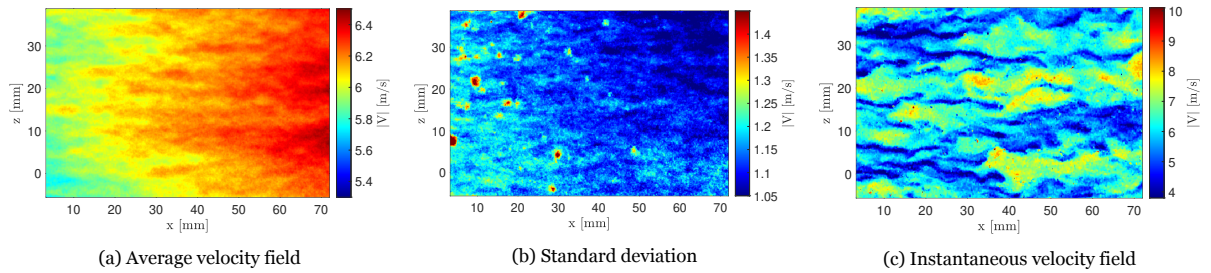 30
20
10
0
z [mm]
10 20 30 40 50 60 70
x [mm]
6.4
6.2
6
5.8
5.6
5.4
|V| [m/s]
(a) Average velocity field
30
20
10
0
z [mm]
10 20 30 40 50 60 70
x [mm]
1.4
1.35
1.3
1.25
1.2
1.15
1.1
1.05
|V| [m/s]
(b) Standard deviation
30
20
10
0
z [mm]
10 20 30 40 50 60 70
x [mm]
10
9
8
7
6
5
4
|V| [m/s]
(c) Instantaneous velocity field